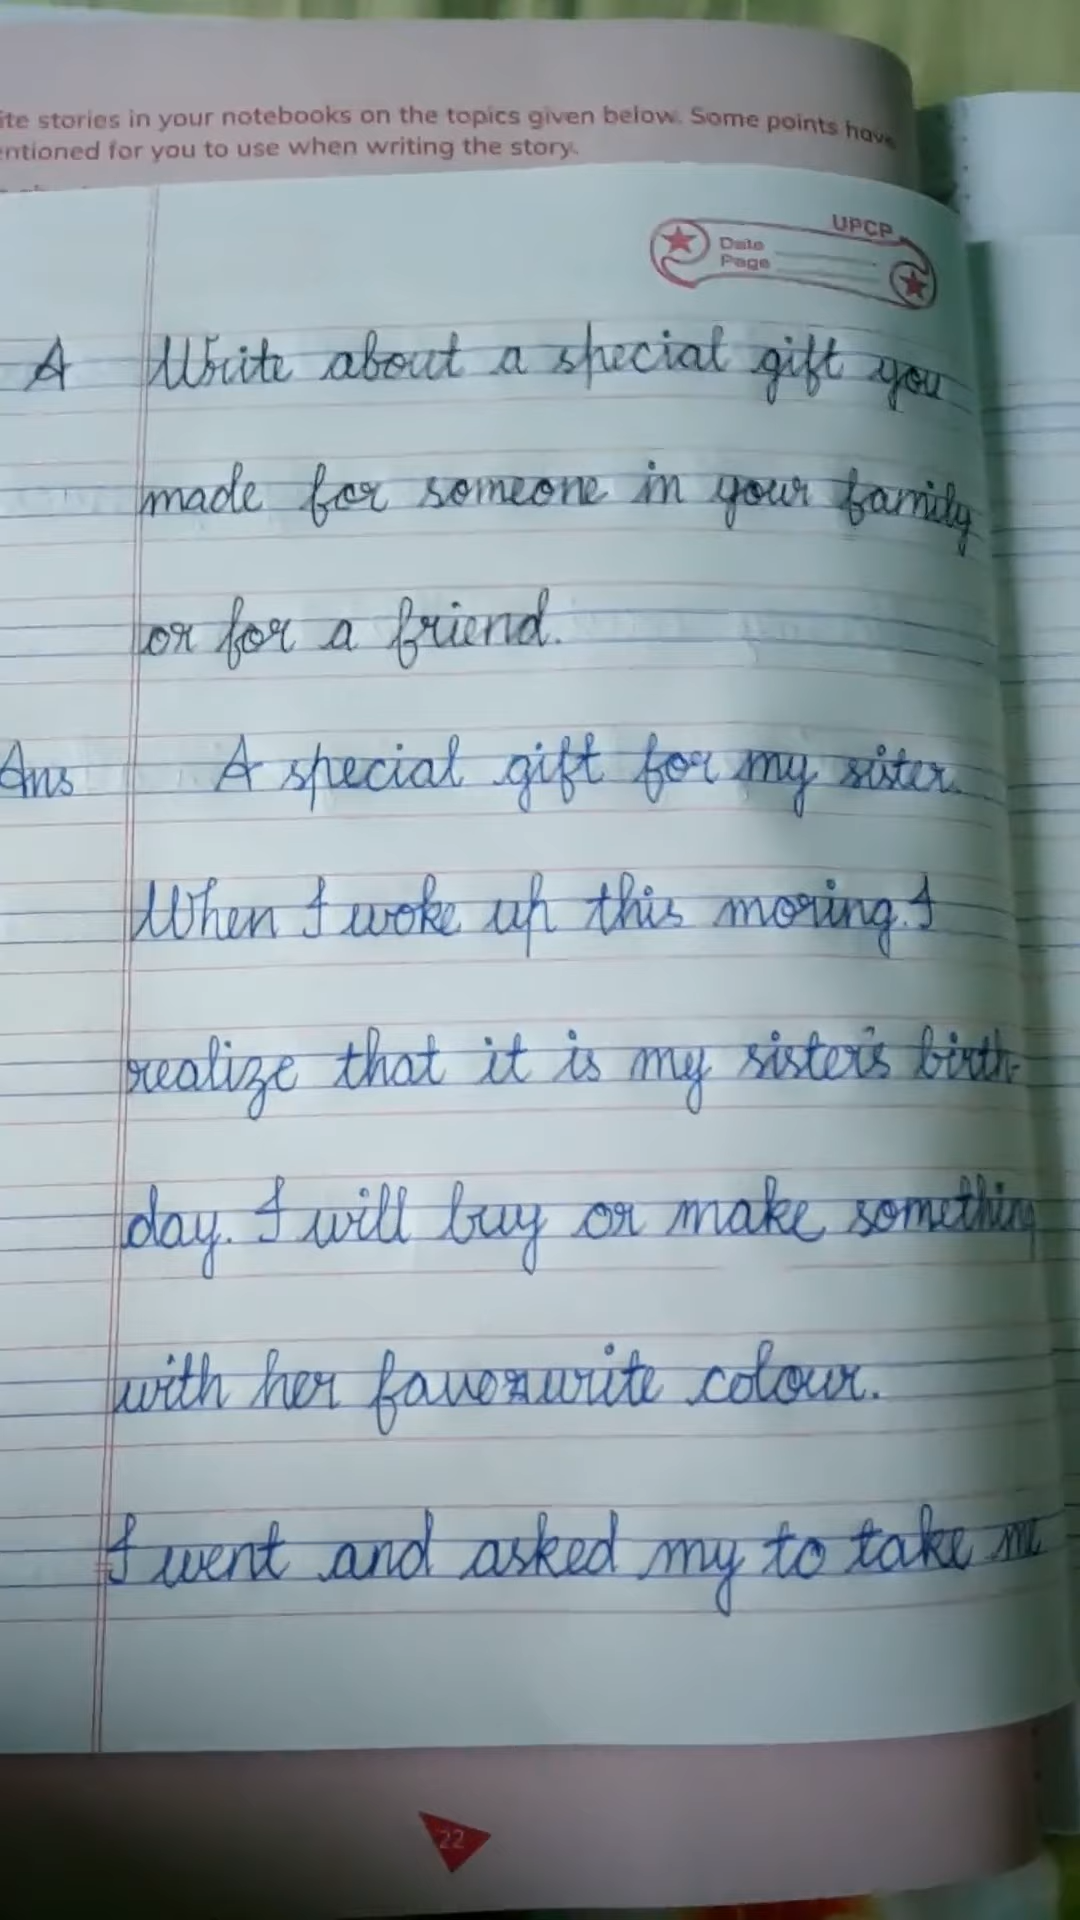 ite stories in your notebooks on the topics given below. Some points have
entioned for you to use when writing the story.
UPCP
Date
Page
A Write about a special gift you
made for someone in your family
or for a friend.
Ans A special gift for my sister.
When I woke up this moring. I
realize that it is my sister's birth-
day. I will buy or make something
with her favourite colour.
I went and asked my to take me
22